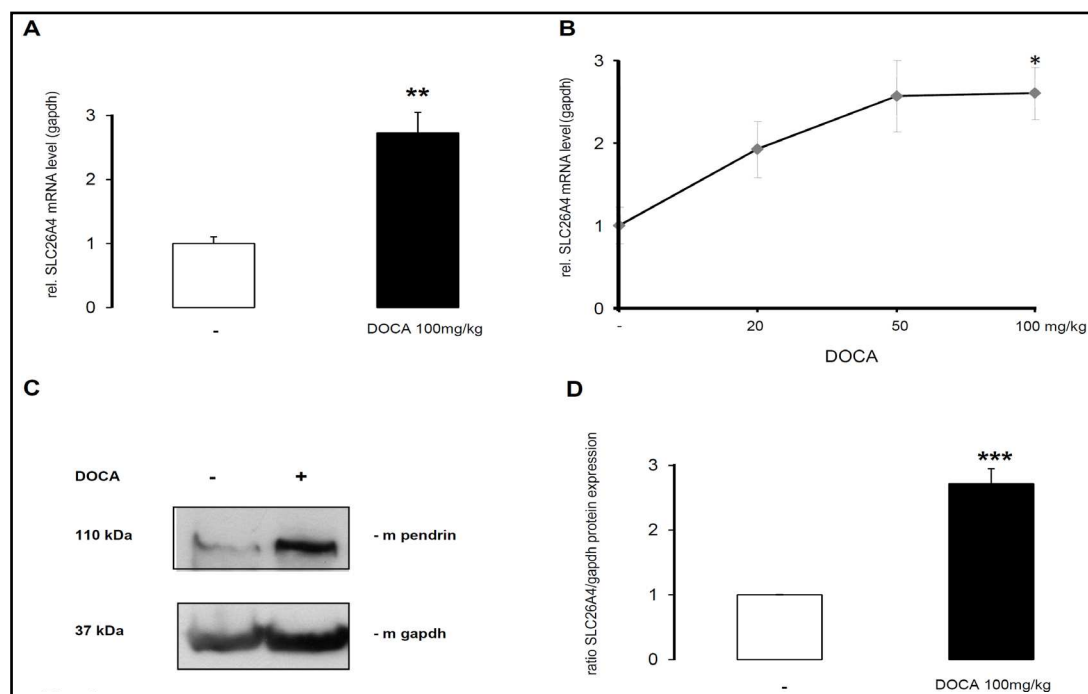 A
rel. SLC26A4 mRNA level (gapdh)
3
2
1
0
**
-
DOCA 100mg/kg
B
rel. SLC26A4 mRNA level (gapdh)
3
2
1
0
*
-
20
50
100 mg/kg
DOCA
C
DOCA
-
+
110 kDa
- m pendrin
37 kDa
- m gapdh
D
ratio SLC26A4/gapdh protein expression
3
2
1
0
***
-
DOCA 100mg/kg